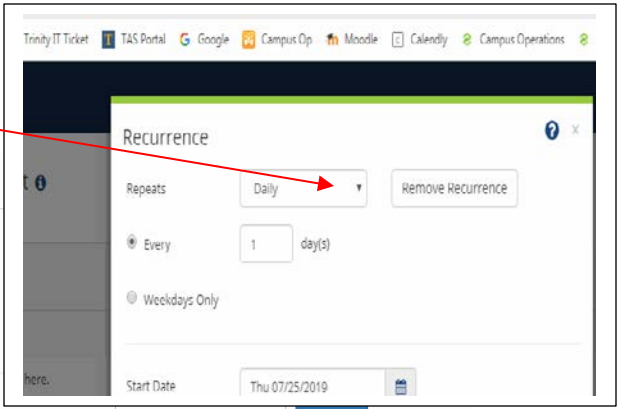 Trinity IT Ticket TAS Portal Google Campus Op Moodle Calendly Campus Operations
Recurrence
Repeats Daily Remove Recurrence
Every 1 day(s)
Weekdays Only
here.
Start Date Thu 07/25/2019